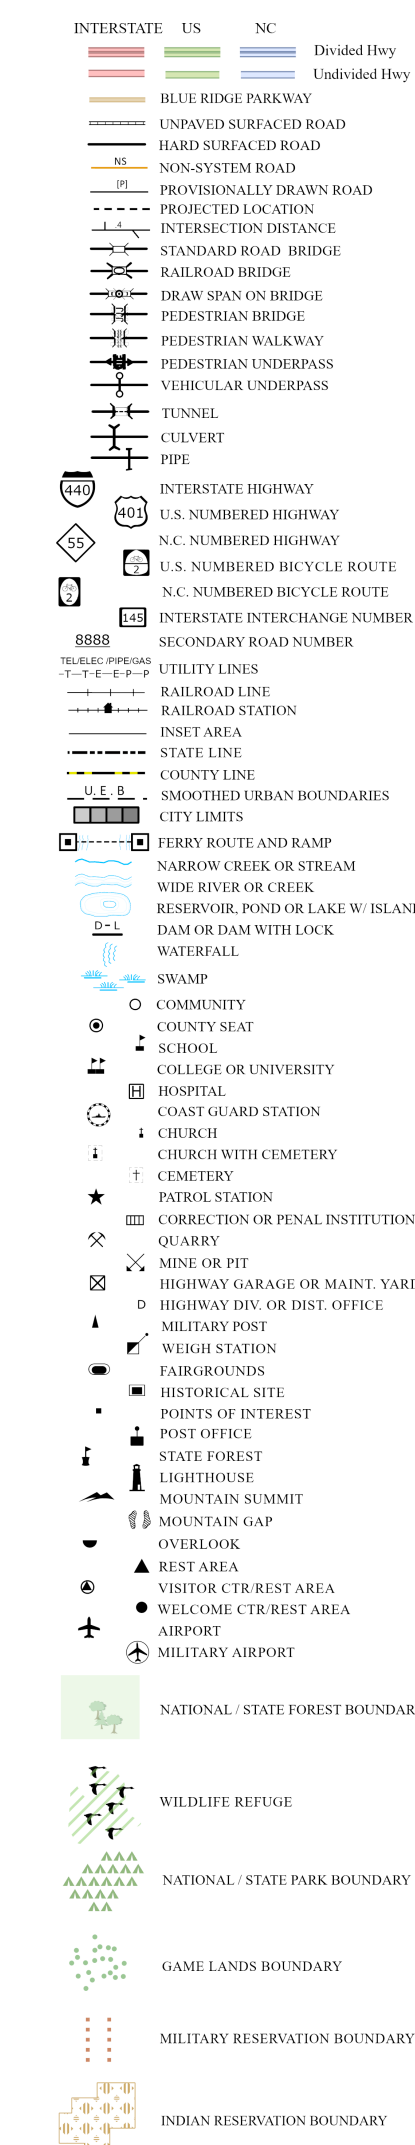 INTERSTATE US NC
Divided Hwy
Undivided Hwy
BLUE RIDGE PARKWAY
UNPAVED SURFACED ROAD
HARD SURFACED ROAD
NS NON-SYSTEM ROAD
[P] PROVISIONALLY DRAWN ROAD
PROJECTED LOCATION
.4 INTERSECTION DISTANCE
STANDARD ROAD BRIDGE
RAILROAD BRIDGE
DRAW SPAN ON BRIDGE
PEDESTRIAN BRIDGE
PEDESTRIAN WALKWAY
PEDESTRIAN UNDERPASS
VEHICULAR UNDERPASS
TUNNEL
CULVERT
PIPE
440 INTERSTATE HIGHWAY
401 U.S. NUMBERED HIGHWAY
55 N.C. NUMBERED HIGHWAY
2 U.S. NUMBERED BICYCLE ROUTE
2 N.C. NUMBERED BICYCLE ROUTE
145 INTERSTATE INTERCHANGE NUMBER
8888 SECONDARY ROAD NUMBER
TEL/ELEC /PIPE/GAS
–T—T–E—E–P—P UTILITY LINES
RAILROAD LINE
RAILROAD STATION
INSET AREA
STATE LINE
COUNTY LINE
U.E.B SMOOTHED URBAN BOUNDARIES
CITY LIMITS
FERRY ROUTE AND RAMP
NARROW CREEK OR STREAM
WIDE RIVER OR CREEK
RESERVOIR, POND OR LAKE W/ ISLAN
D-L DAM OR DAM WITH LOCK
WATERFALL
SWAMP
COMMUNITY
COUNTY SEAT
SCHOOL
COLLEGE OR UNIVERSITY
H HOSPITAL
COAST GUARD STATION
CHURCH
CHURCH WITH CEMETERY
CEMETERY
PATROL STATION
CORRECTION OR PENAL INSTITUTION
QUARRY
MINE OR PIT
HIGHWAY GARAGE OR MAINT. YARD
D HIGHWAY DIV. OR DIST. OFFICE
MILITARY POST
WEIGH STATION
FAIRGROUNDS
HISTORICAL SITE
POINTS OF INTEREST
POST OFFICE
STATE FOREST
LIGHTHOUSE
MOUNTAIN SUMMIT
MOUNTAIN GAP
OVERLOOK
REST AREA
VISITOR CTR/REST AREA
WELCOME CTR/REST AREA
AIRPORT
MILITARY AIRPORT
NATIONAL / STATE FOREST BOUNDAR
WILDLIFE REFUGE
NATIONAL / STATE PARK BOUNDARY
GAME LANDS BOUNDARY
MILITARY RESERVATION BOUNDARY
INDIAN RESERVATION BOUNDARY